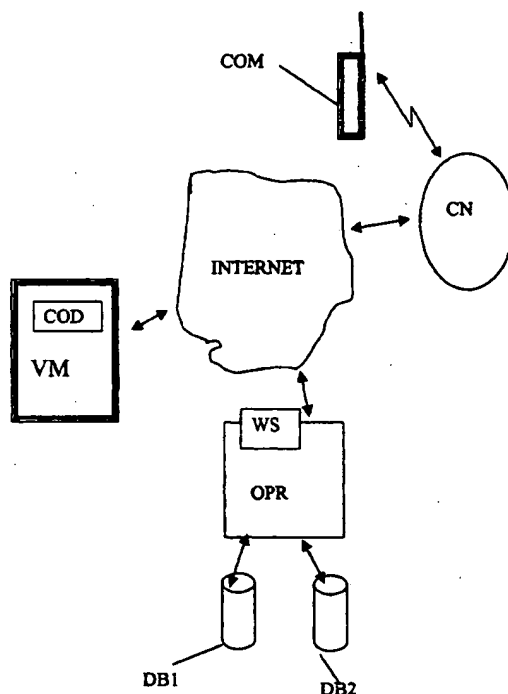 COM
CN
INTERNET
COD
VM
WS
OPR
DB1
DB2